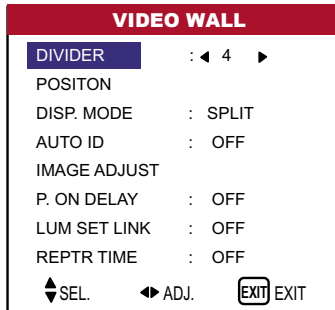 VIDEO WALL
DIVIDER : 4
POSITON
DISP. MODE : SPLIT
AUTO ID : OFF
IMAGE ADJUST
P. ON DELAY : OFF
LUM SET LINK : OFF
REPTR TIME : OFF
SEL. ADJ. EXIT EXIT